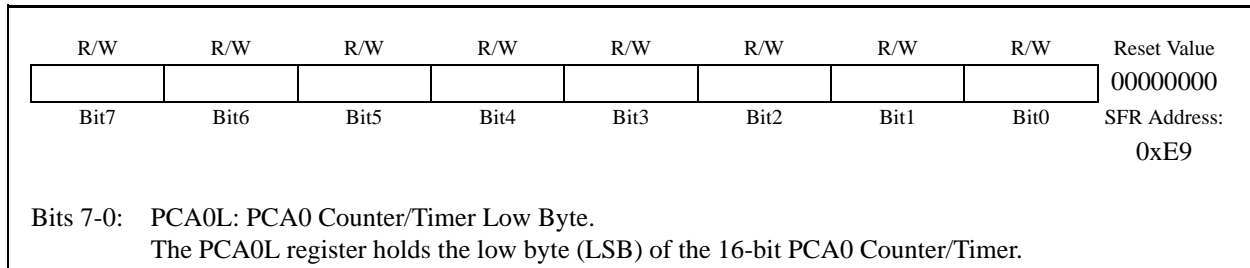 R/W R/W R/W R/W R/W R/W R/W R/W Reset Value
00000000
Bit7 Bit6 Bit5 Bit4 Bit3 Bit2 Bit1 Bit0 SFR Address:
0xE9
Bits 7-0: PCA0L: PCA0 Counter/Timer Low Byte.
The PCA0L register holds the low byte (LSB) of the 16-bit PCA0 Counter/Timer.